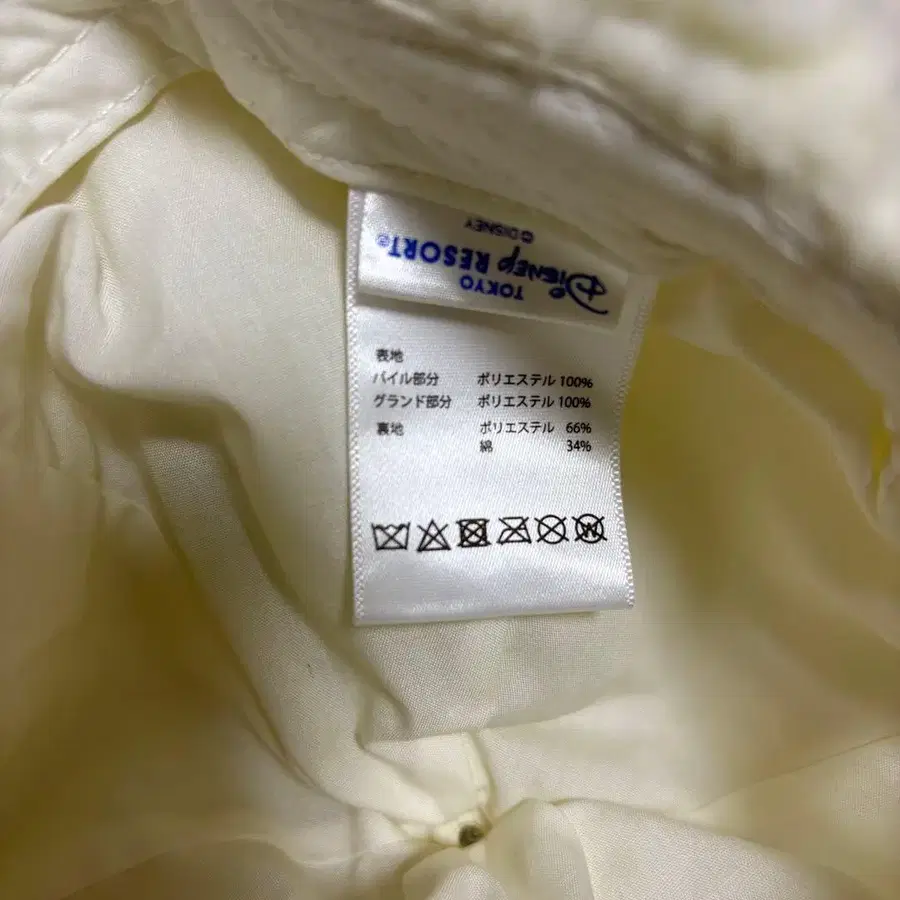 TOKYO
Disney RESORT®
© DISNEY
表地
パイル部分 ポリエステル 100%
グランド部分 ポリエステル 100%
裏地 ポリエステル 66%
綿 34%